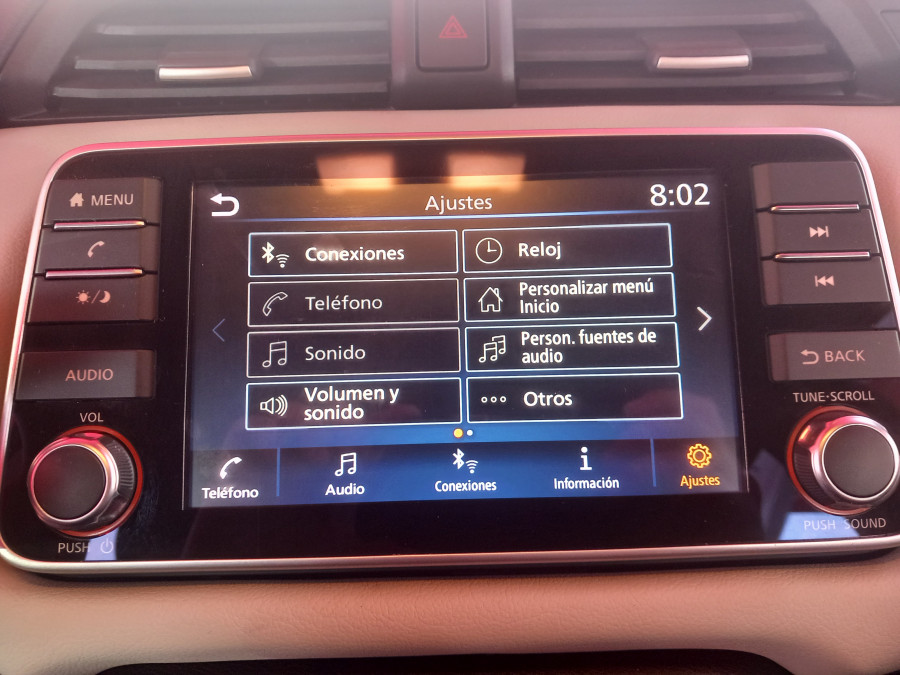 MENU
AUDIO
VOL
PUSH
Ajustes
8:02
Conexiones
Reloj
Teléfono
Personalizar menú
Inicio
Sonido
Person. fuentes de
audio
Volumen y
sonido
Otros
Teléfono
Audio
Conexiones
Información
Ajustes
BACK
TUNE•SCROLL
PUSH SOUND